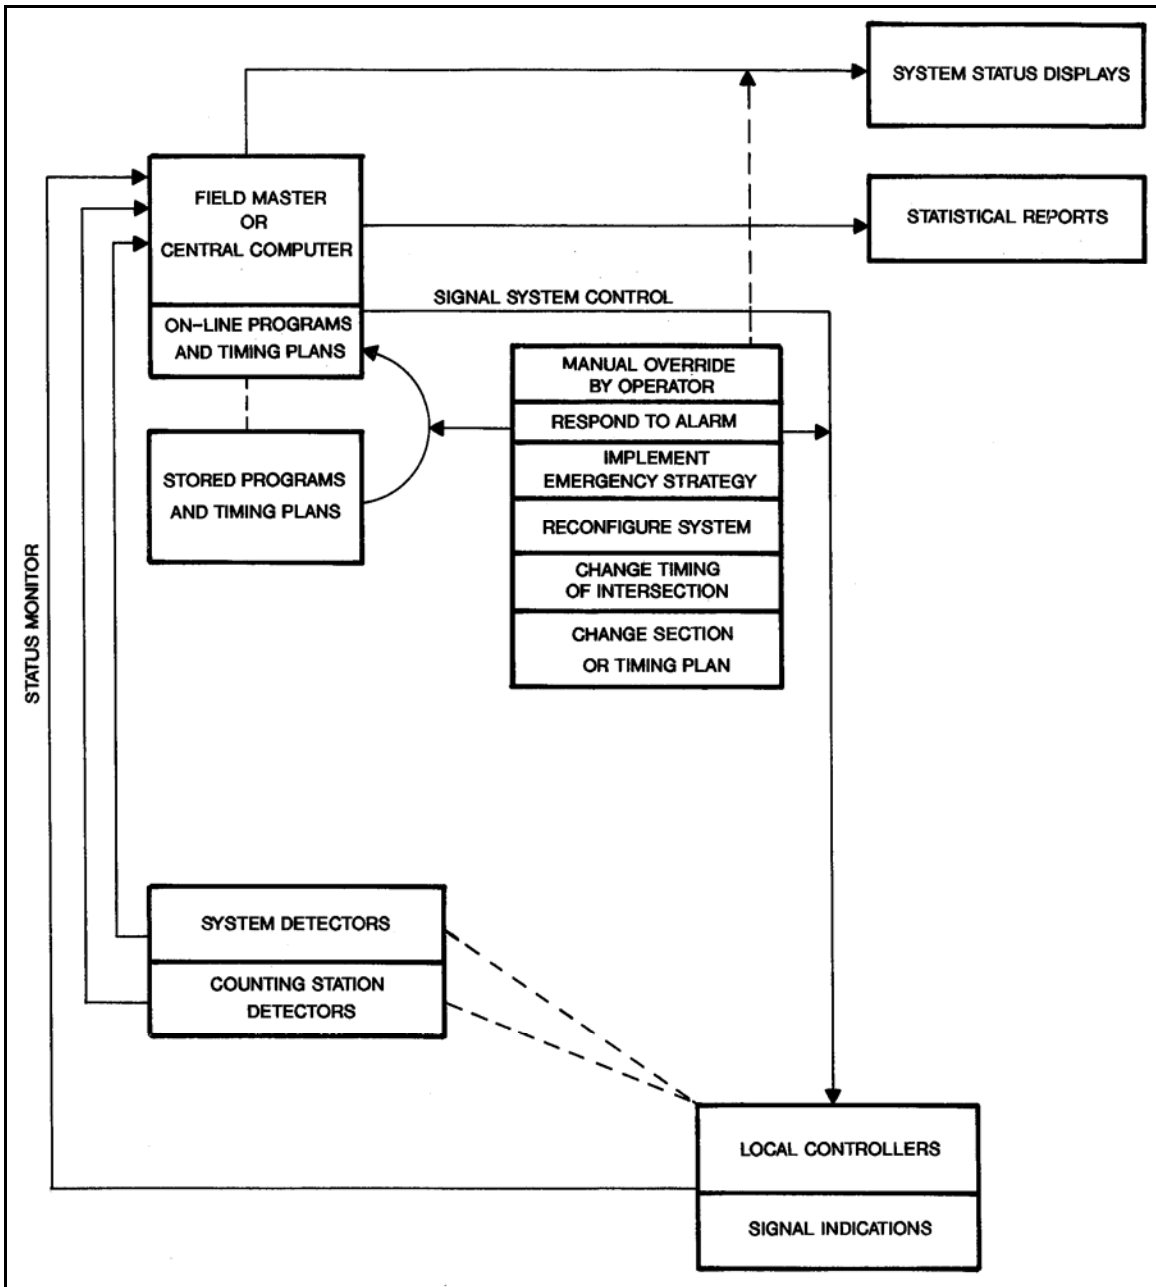 SYSTEM STATUS DISPLAYS
FIELD MASTER
OR
CENTRAL COMPUTER
STATISTICAL REPORTS
SIGNAL SYSTEM CONTROL
ON-LINE PROGRAMS
AND TIMING PLANS
MANUAL OVERRIDE
BY OPERATOR
RESPOND TO ALARM
IMPLEMENT
EMERGENCY STRATEGY
RECONFIGURE SYSTEM
CHANGE TIMING
OF INTERSECTION
CHANGE SECTION
OR TIMING PLAN
STORED PROGRAMS
AND TIMING PLANS
STATUS MONITOR
SYSTEM DETECTORS
COUNTING STATION
DETECTORS
LOCAL CONTROLLERS
SIGNAL INDICATIONS